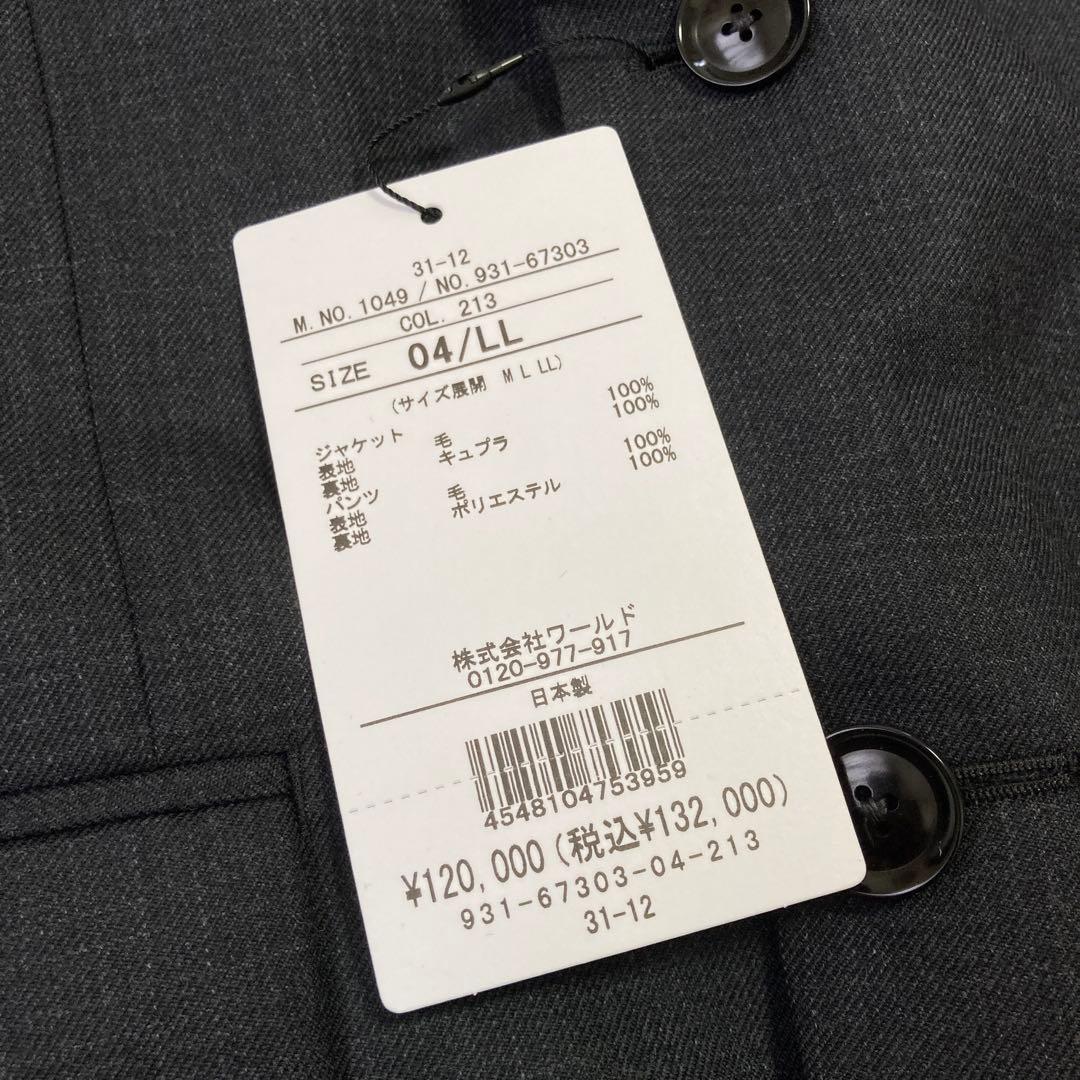 31-12
M.NO.1049 / NO.931-67303
COL. 213
SIZE 04/LL
(サイズ展開 M L LL)
ジャケット
表地 毛 100%
裏地 キュプラ 100%
パンツ
表地 毛 100%
裏地 ポリエステル 100%
株式会社ワールド
0120-977-917
日本製
4548104753959
¥120,000(税込¥132,000)
931-67303-04-213
31-12